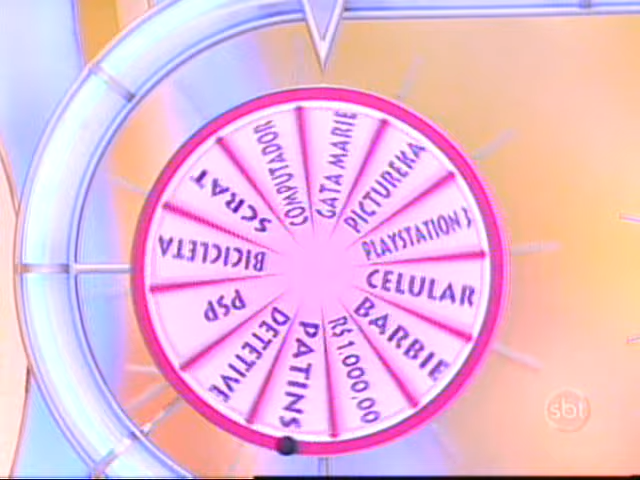 GATA MARIE
PICTUREKA
PLAYSTATION 3
CELULAR
BARBIE
R$ 1.000,00
PATINS
DETETIVE
PSP
BICICLETA
SCRAT
COMPUTADOR
sbt